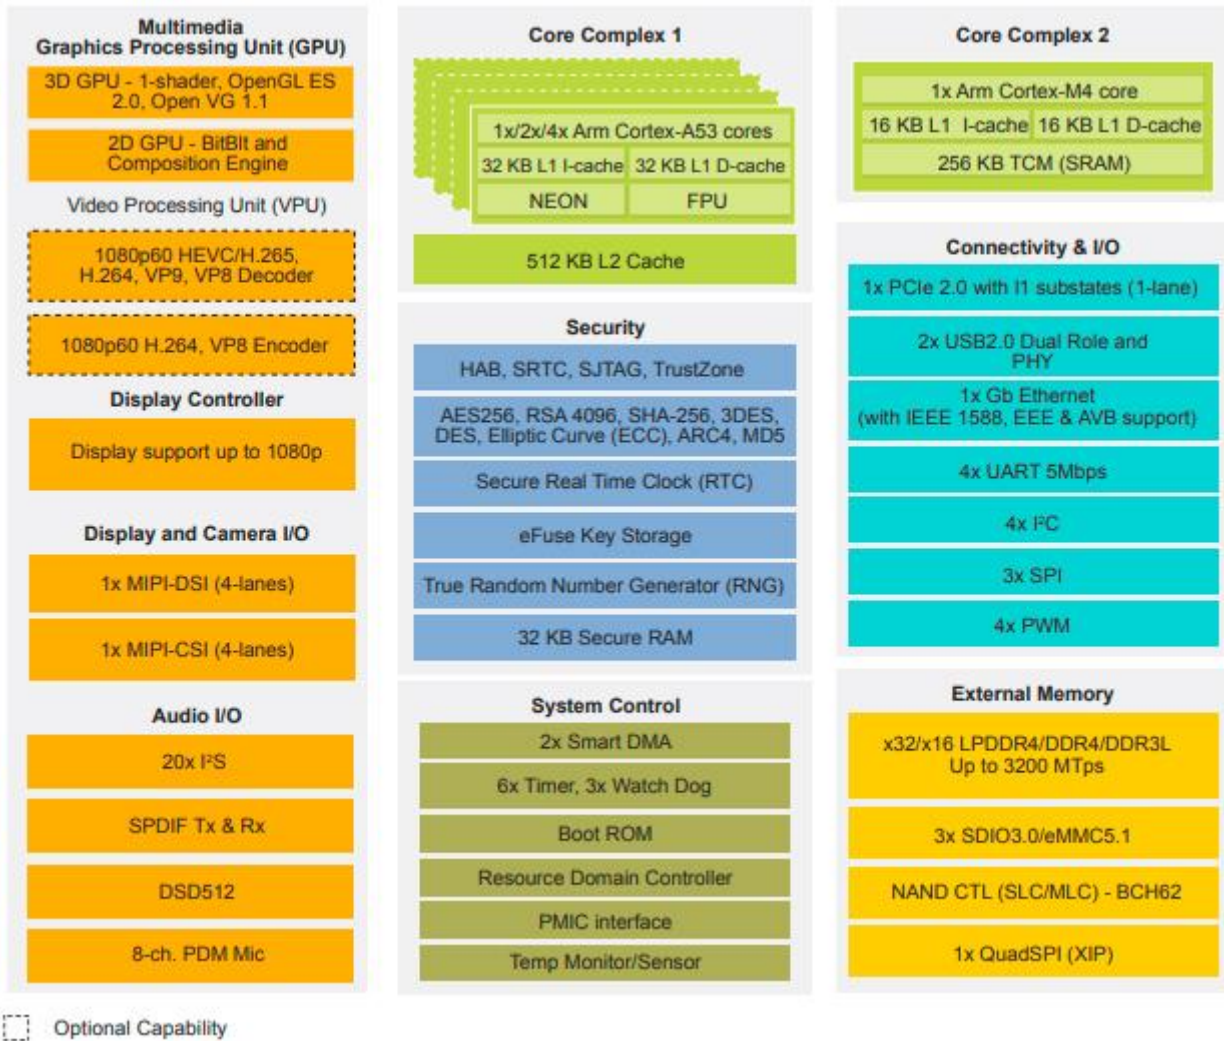 Multimedia
Graphics Processing Unit (GPU)
3D GPU - 1-shader, OpenGL ES
2.0, Open VG 1.1
2D GPU - BitBlt and
Composition Engine
Video Processing Unit (VPU)
1080p60 HEVC/H.265,
H.264, VP9, VP8 Decoder
1080p60 H.264, VP8 Encoder
Display Controller
Display support up to 1080p
Display and Camera I/O
1x MIPI-DSI (4-lanes)
1x MIPI-CSI (4-lanes)
Audio I/O
20x I²S
SPDIF Tx & Rx
DSD512
8-ch. PDM Mic
Core Complex 1
1x/2x/4x Arm Cortex-A53 cores
32 KB L1 I-cache
32 KB L1 D-cache
NEON
FPU
512 KB L2 Cache
Security
HAB, SRTC, SJTAG, TrustZone
AES256, RSA 4096, SHA-256, 3DES,
DES, Elliptic Curve (ECC), ARC4, MD5
Secure Real Time Clock (RTC)
eFuse Key Storage
True Random Number Generator (RNG)
32 KB Secure RAM
System Control
2x Smart DMA
6x Timer, 3x Watch Dog
Boot ROM
Resource Domain Controller
PMIC interface
Temp Monitor/Sensor
Core Complex 2
1x Arm Cortex-M4 core
16 KB L1 I-cache
16 KB L1 D-cache
256 KB TCM (SRAM)
Connectivity & I/O
1x PCIe 2.0 with l1 substates (1-lane)
2x USB2.0 Dual Role and
PHY
1x Gb Ethernet
(with IEEE 1588, EEE & AVB support)
4x UART 5Mbps
4x I²C
3x SPI
4x PWM
External Memory
x32/x16 LPDDR4/DDR4/DDR3L
Up to 3200 MTps
3x SDIO3.0/eMMC5.1
NAND CTL (SLC/MLC) - BCH62
1x QuadSPI (XIP)
Optional Capability